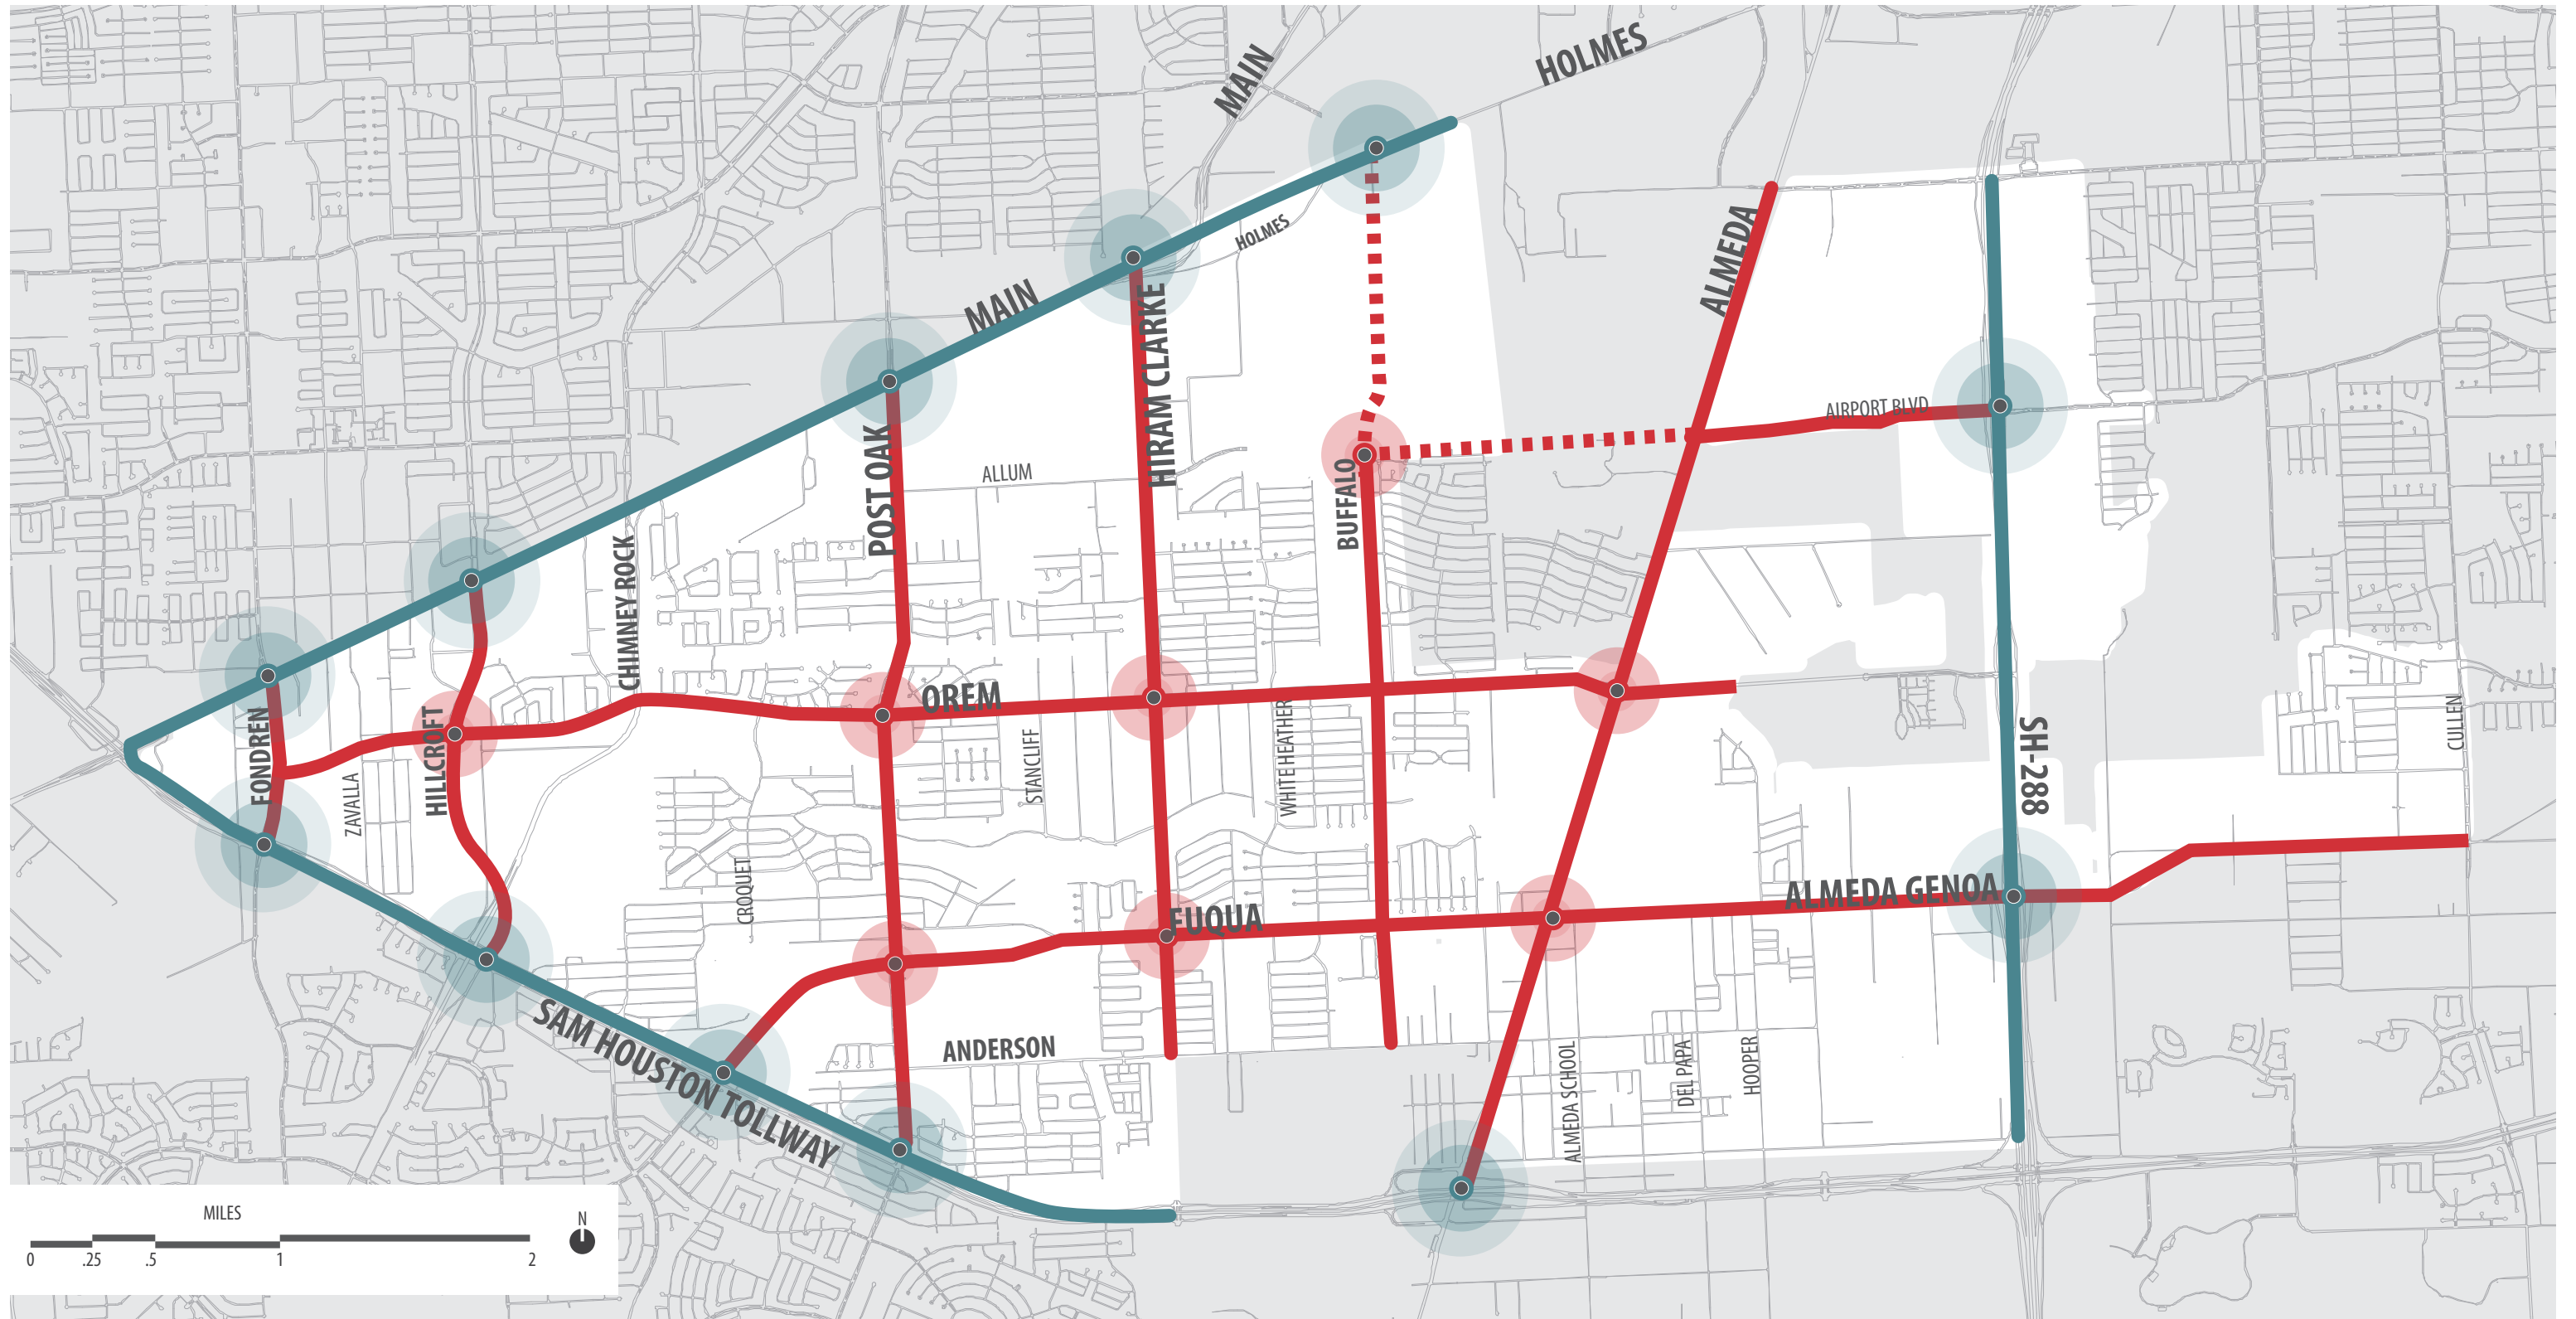 MAIN
HOLMES
HOLMES
MAIN
ALMEDA
HIRAM CLARKE
AIRPORT BLVD
POST OAK
ALLUM
BUFFALO
CHIMNEY ROCK
OREM
FONDREN
HILLCROFT
ZAVALLA
STANCLIFF
WHITE HEATHER
SH-288
CULLEN
CROQUET
FUQUA
ALMEDA GENOA
SAM HOUSTON TOLLWAY
ANDERSON
ALMEDA SCHOOL
DEL PAPA
HOOPER
MILES
N
0 .25 .5 1 2